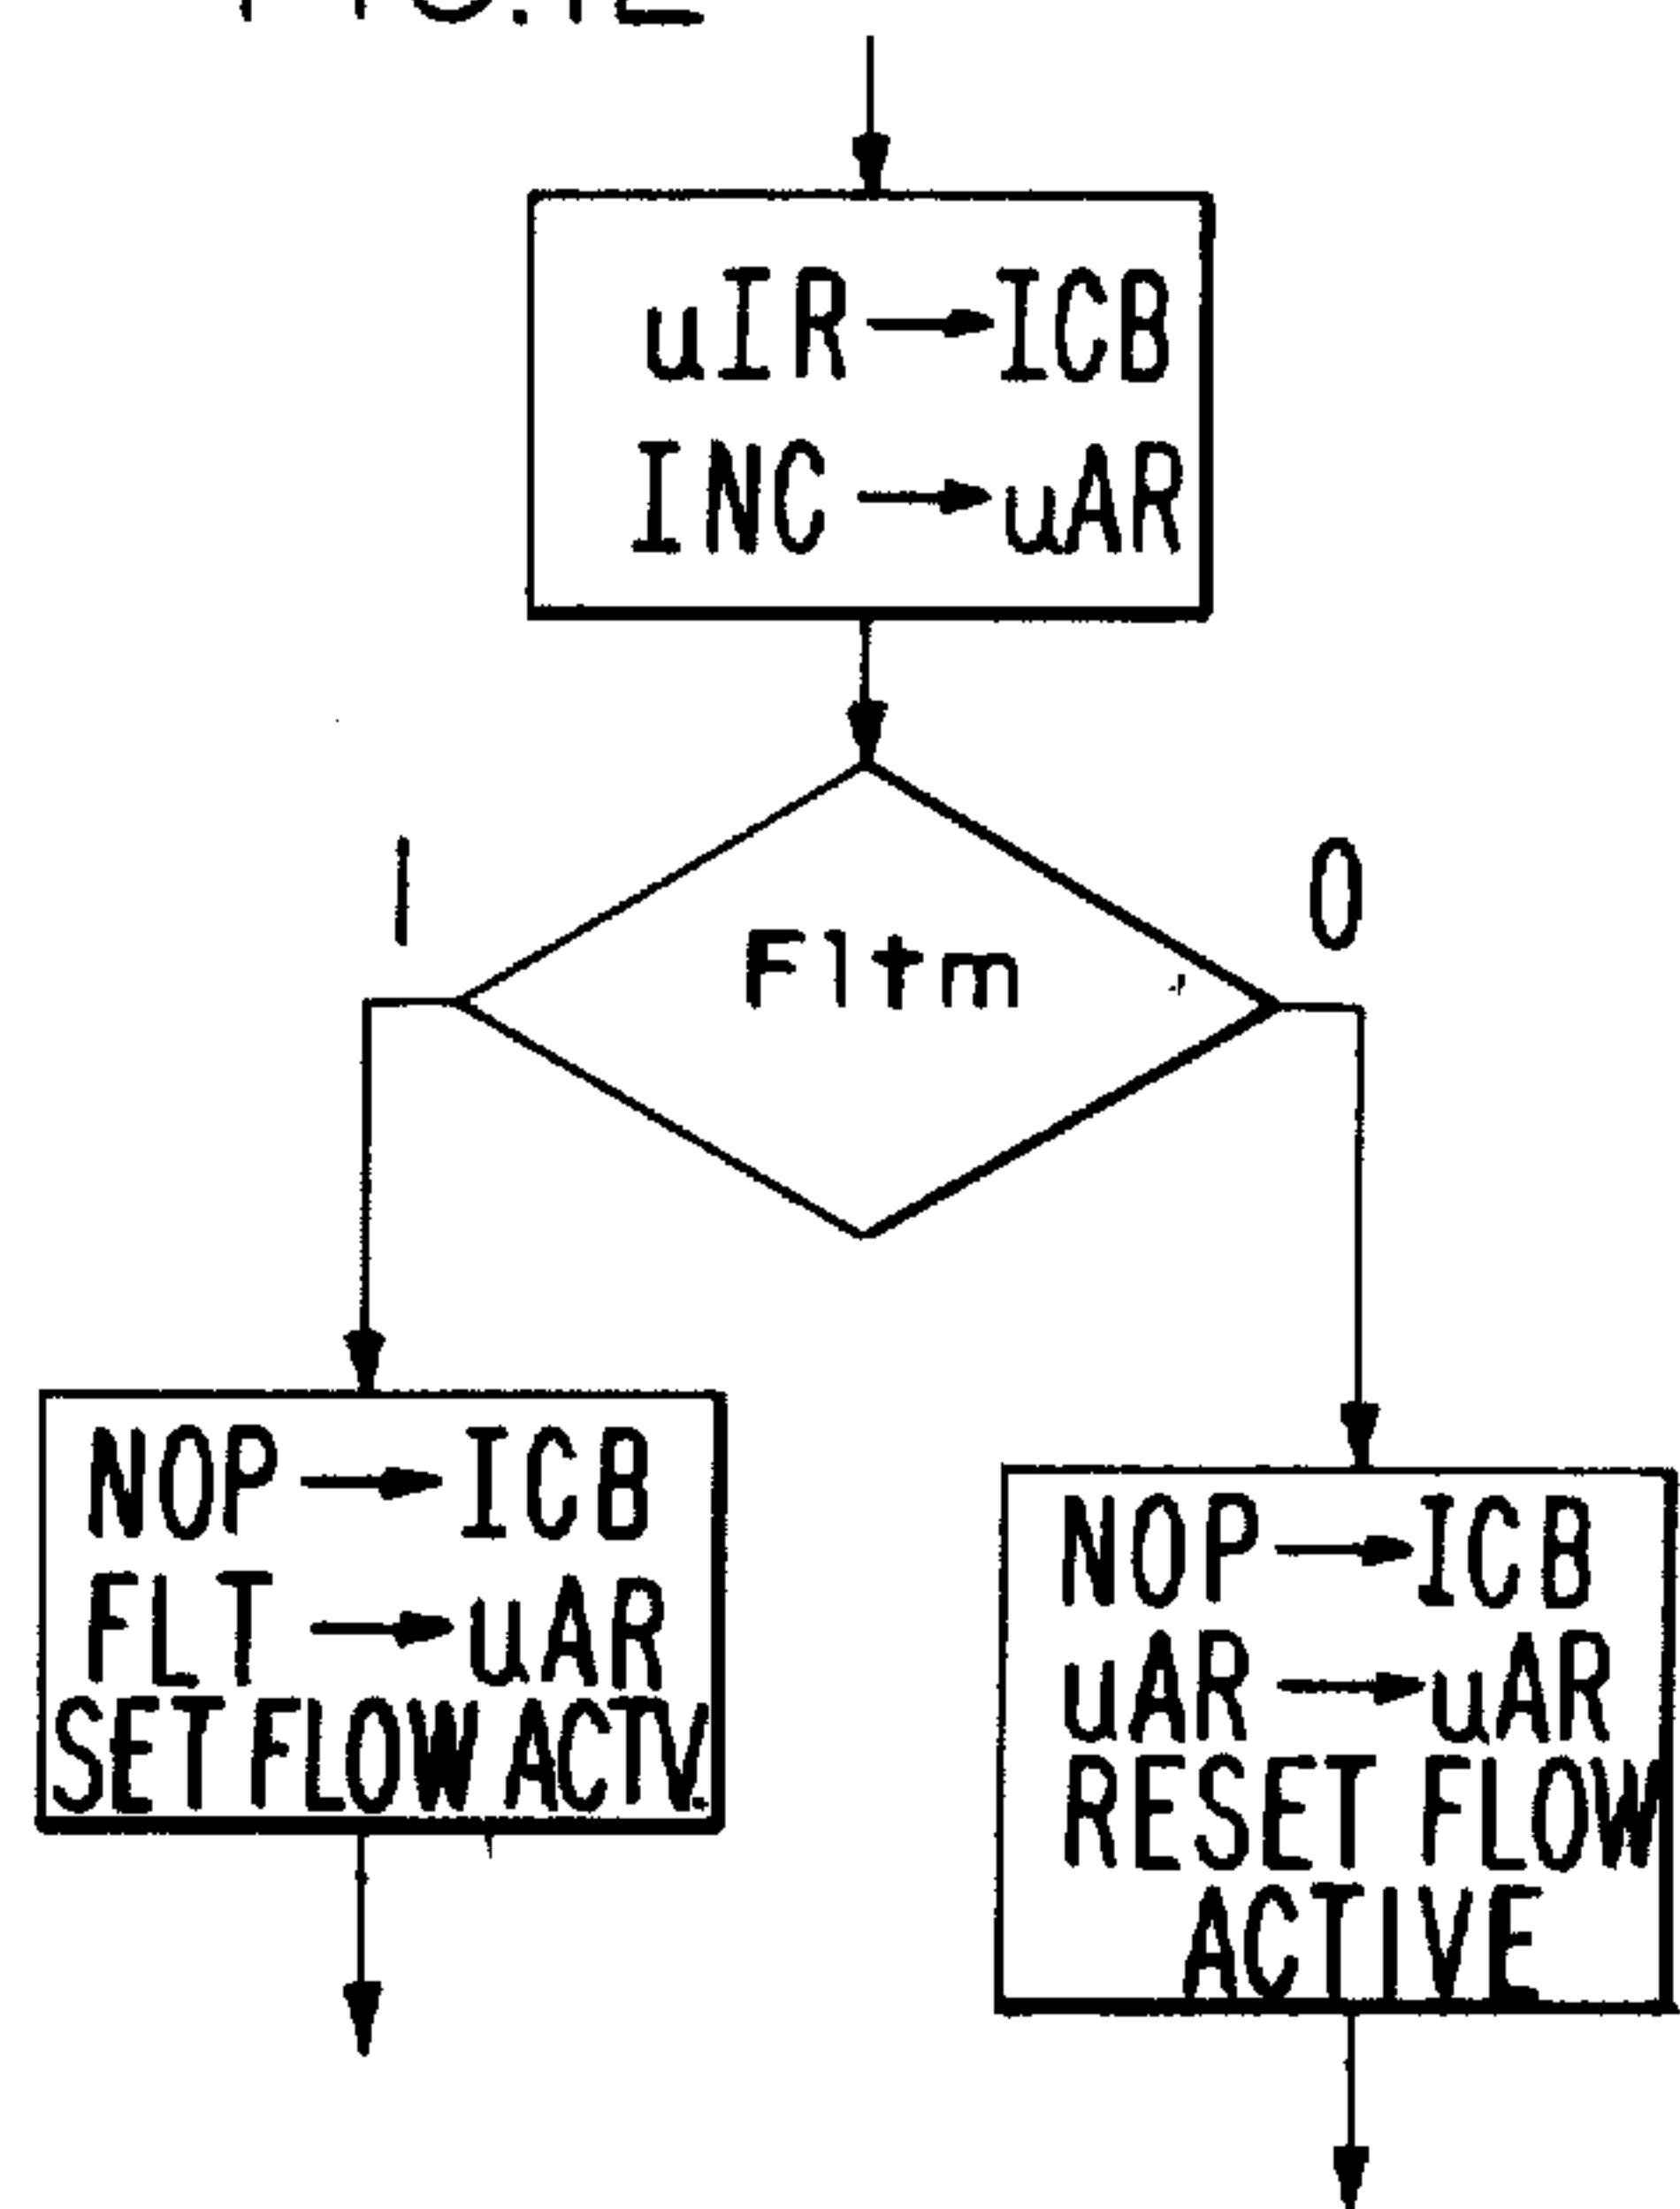 uIR→ICB
INC→uAR
1
0
Fltm
NOP→ICB
FLT→uAR
SET FLOW ACTV.
NOP→ICB
uAR→uAR
RESET FLOW
ACTIVE